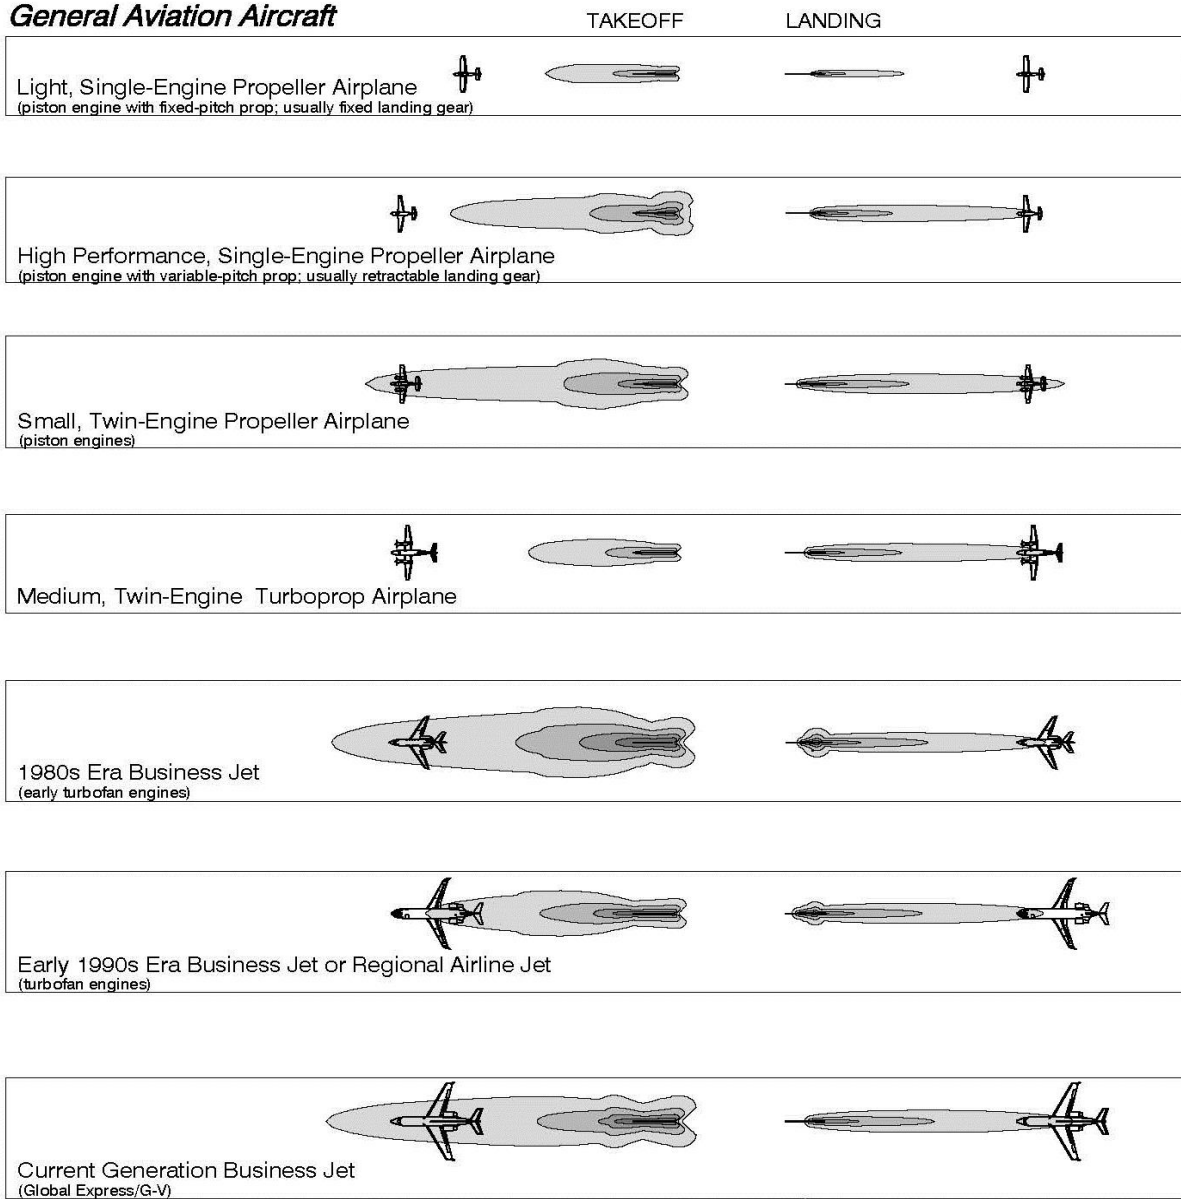 General Aviation Aircraft
TAKEOFF
LANDING
Light, Single-Engine Propeller Airplane
(piston engine with fixed-pitch prop; usually fixed landing gear)
High Performance, Single-Engine Propeller Airplane
(piston engine with variable-pitch prop; usually retractable landing gear)
Small, Twin-Engine Propeller Airplane
(piston engines)
Medium, Twin-Engine Turboprop Airplane
1980s Era Business Jet
(early turbofan engines)
Early 1990s Era Business Jet or Regional Airline Jet
(turbofan engines)
Current Generation Business Jet
(Global Express/G-V)